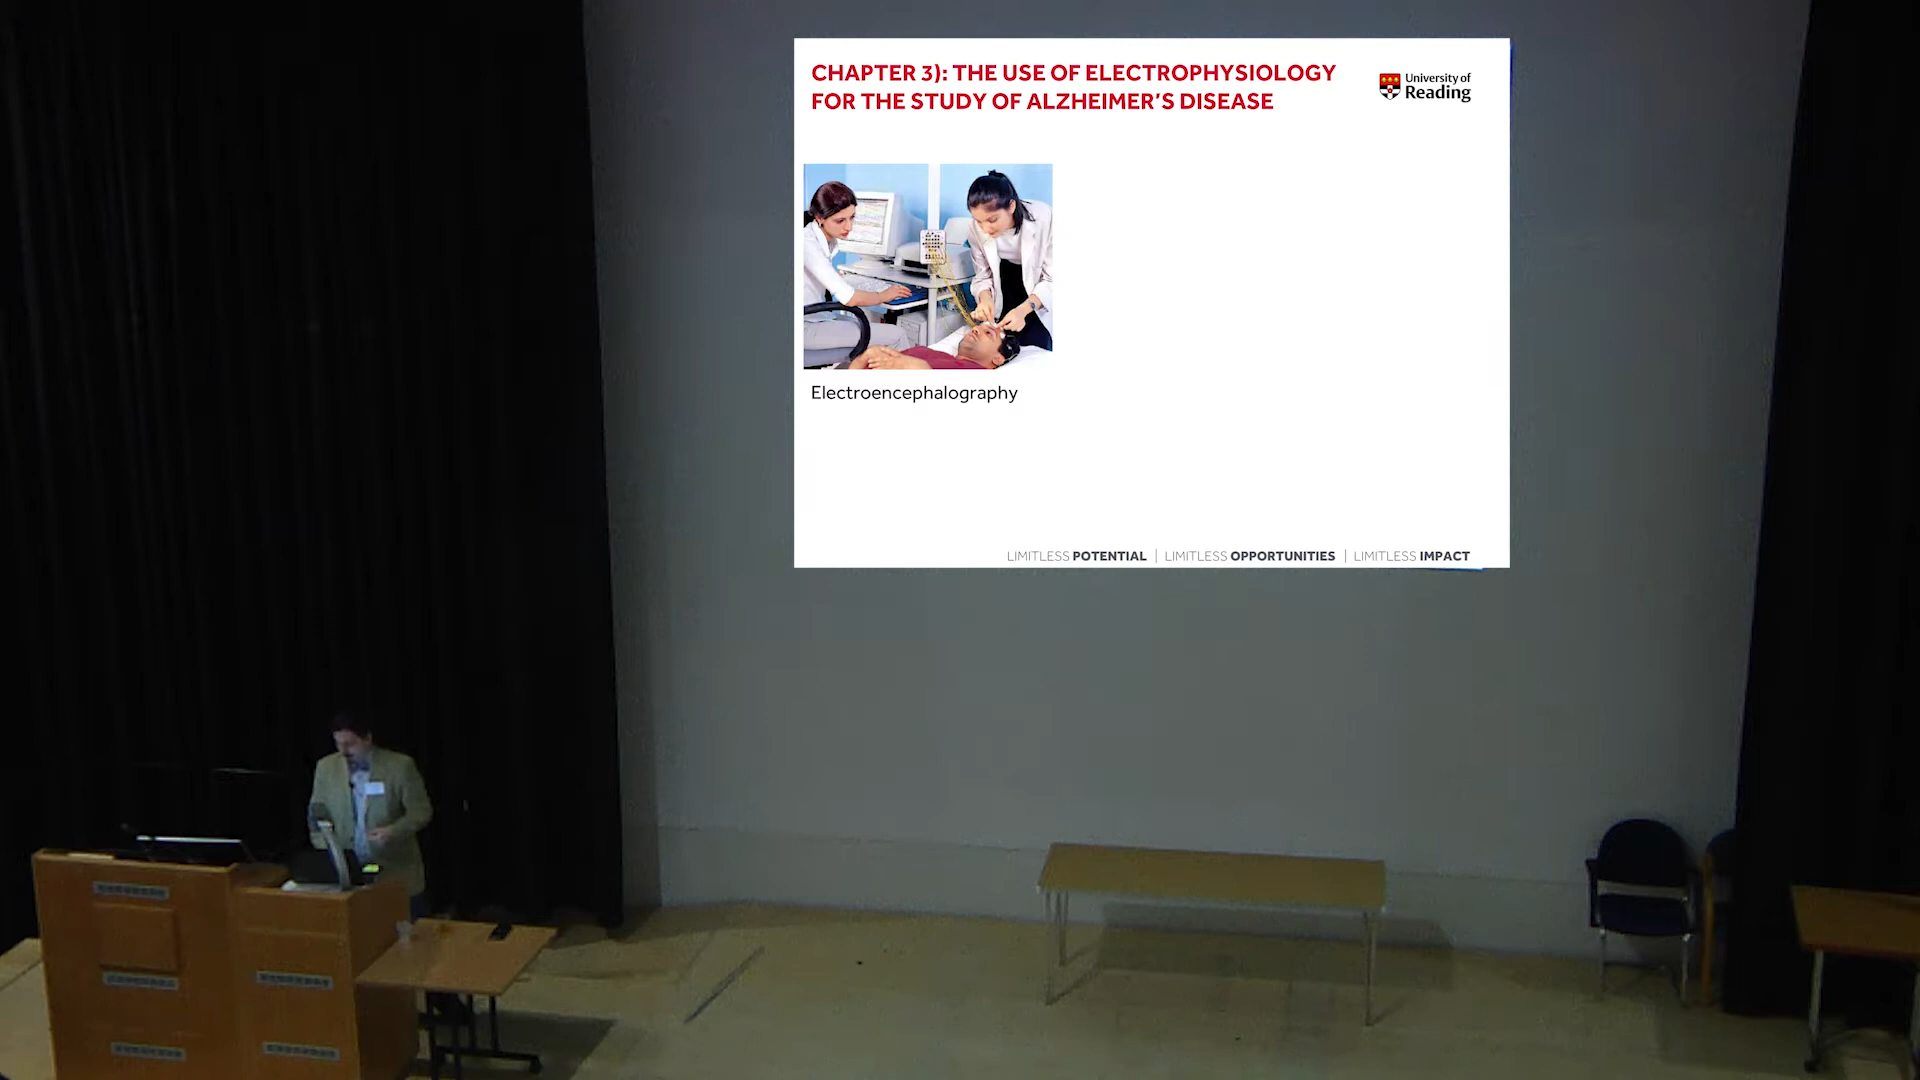 CHAPTER 3): THE USE OF ELECTROPHYSIOLOGY
FOR THE STUDY OF ALZHEIMER'S DISEASE
University of
Reading
Electroencephalography
LIMITLESS POTENTIAL | LIMITLESS OPPORTUNITIES | LIMITLESS IMPACT